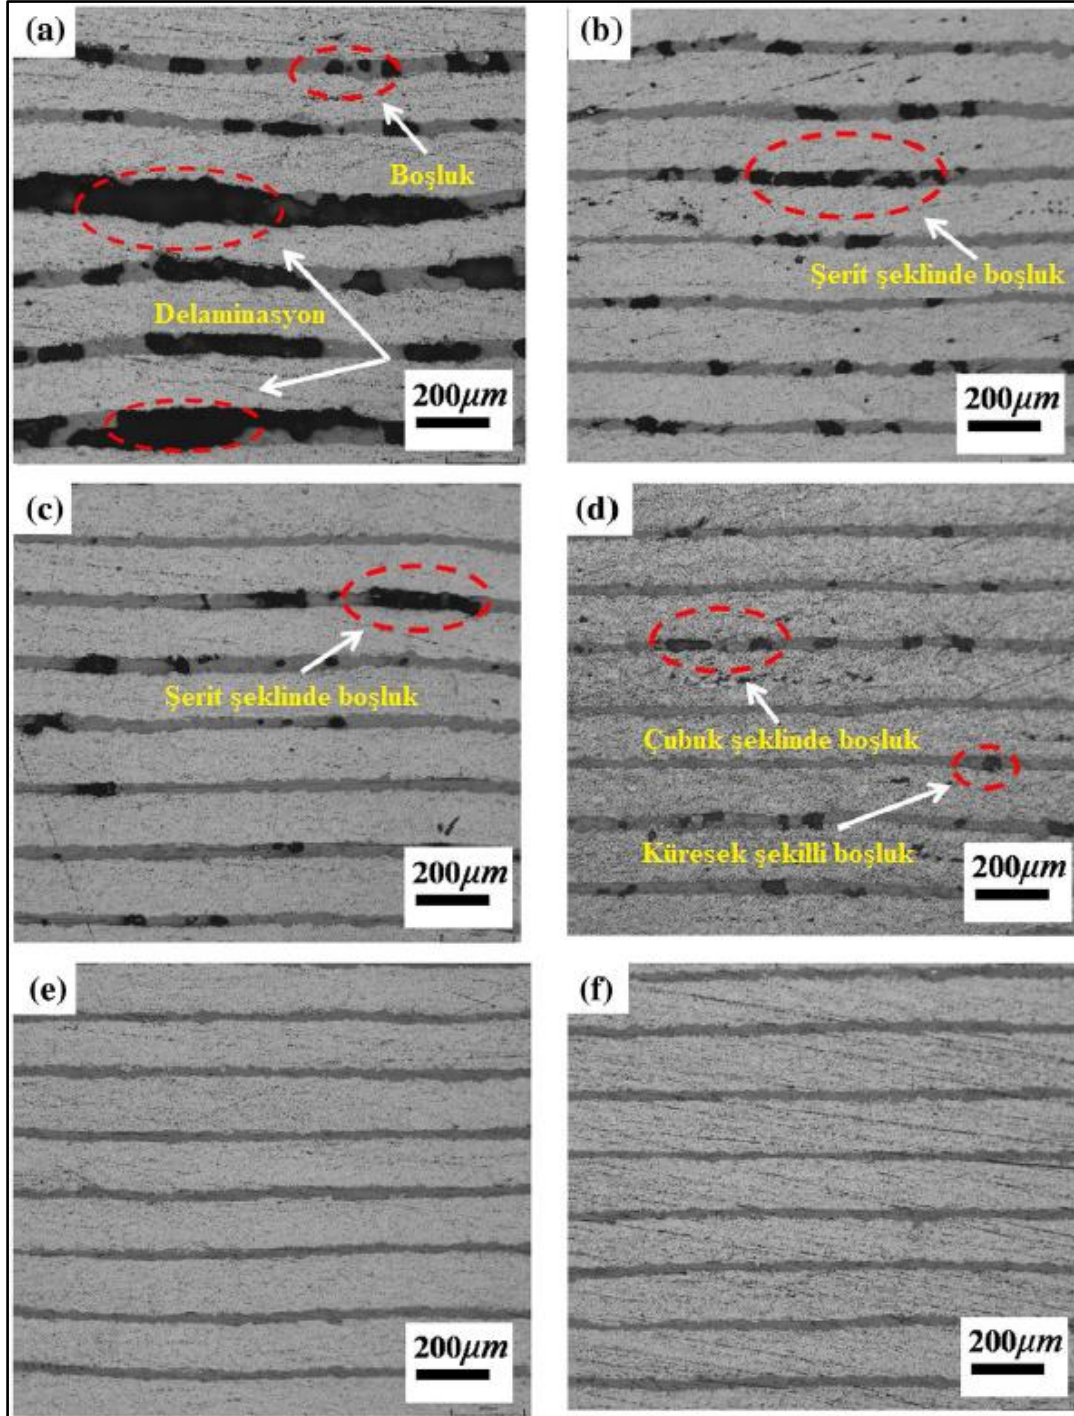 (a)
Boşluk
Delaminasyon
200μm
(b)
Şerit şeklinde boşluk
200μm
(c)
Şerit şeklinde boşluk
200μm
(d)
Çubuk şeklinde boşluk
Küresek şekilli boşluk
200μm
(e)
200μm
(f)
200μm